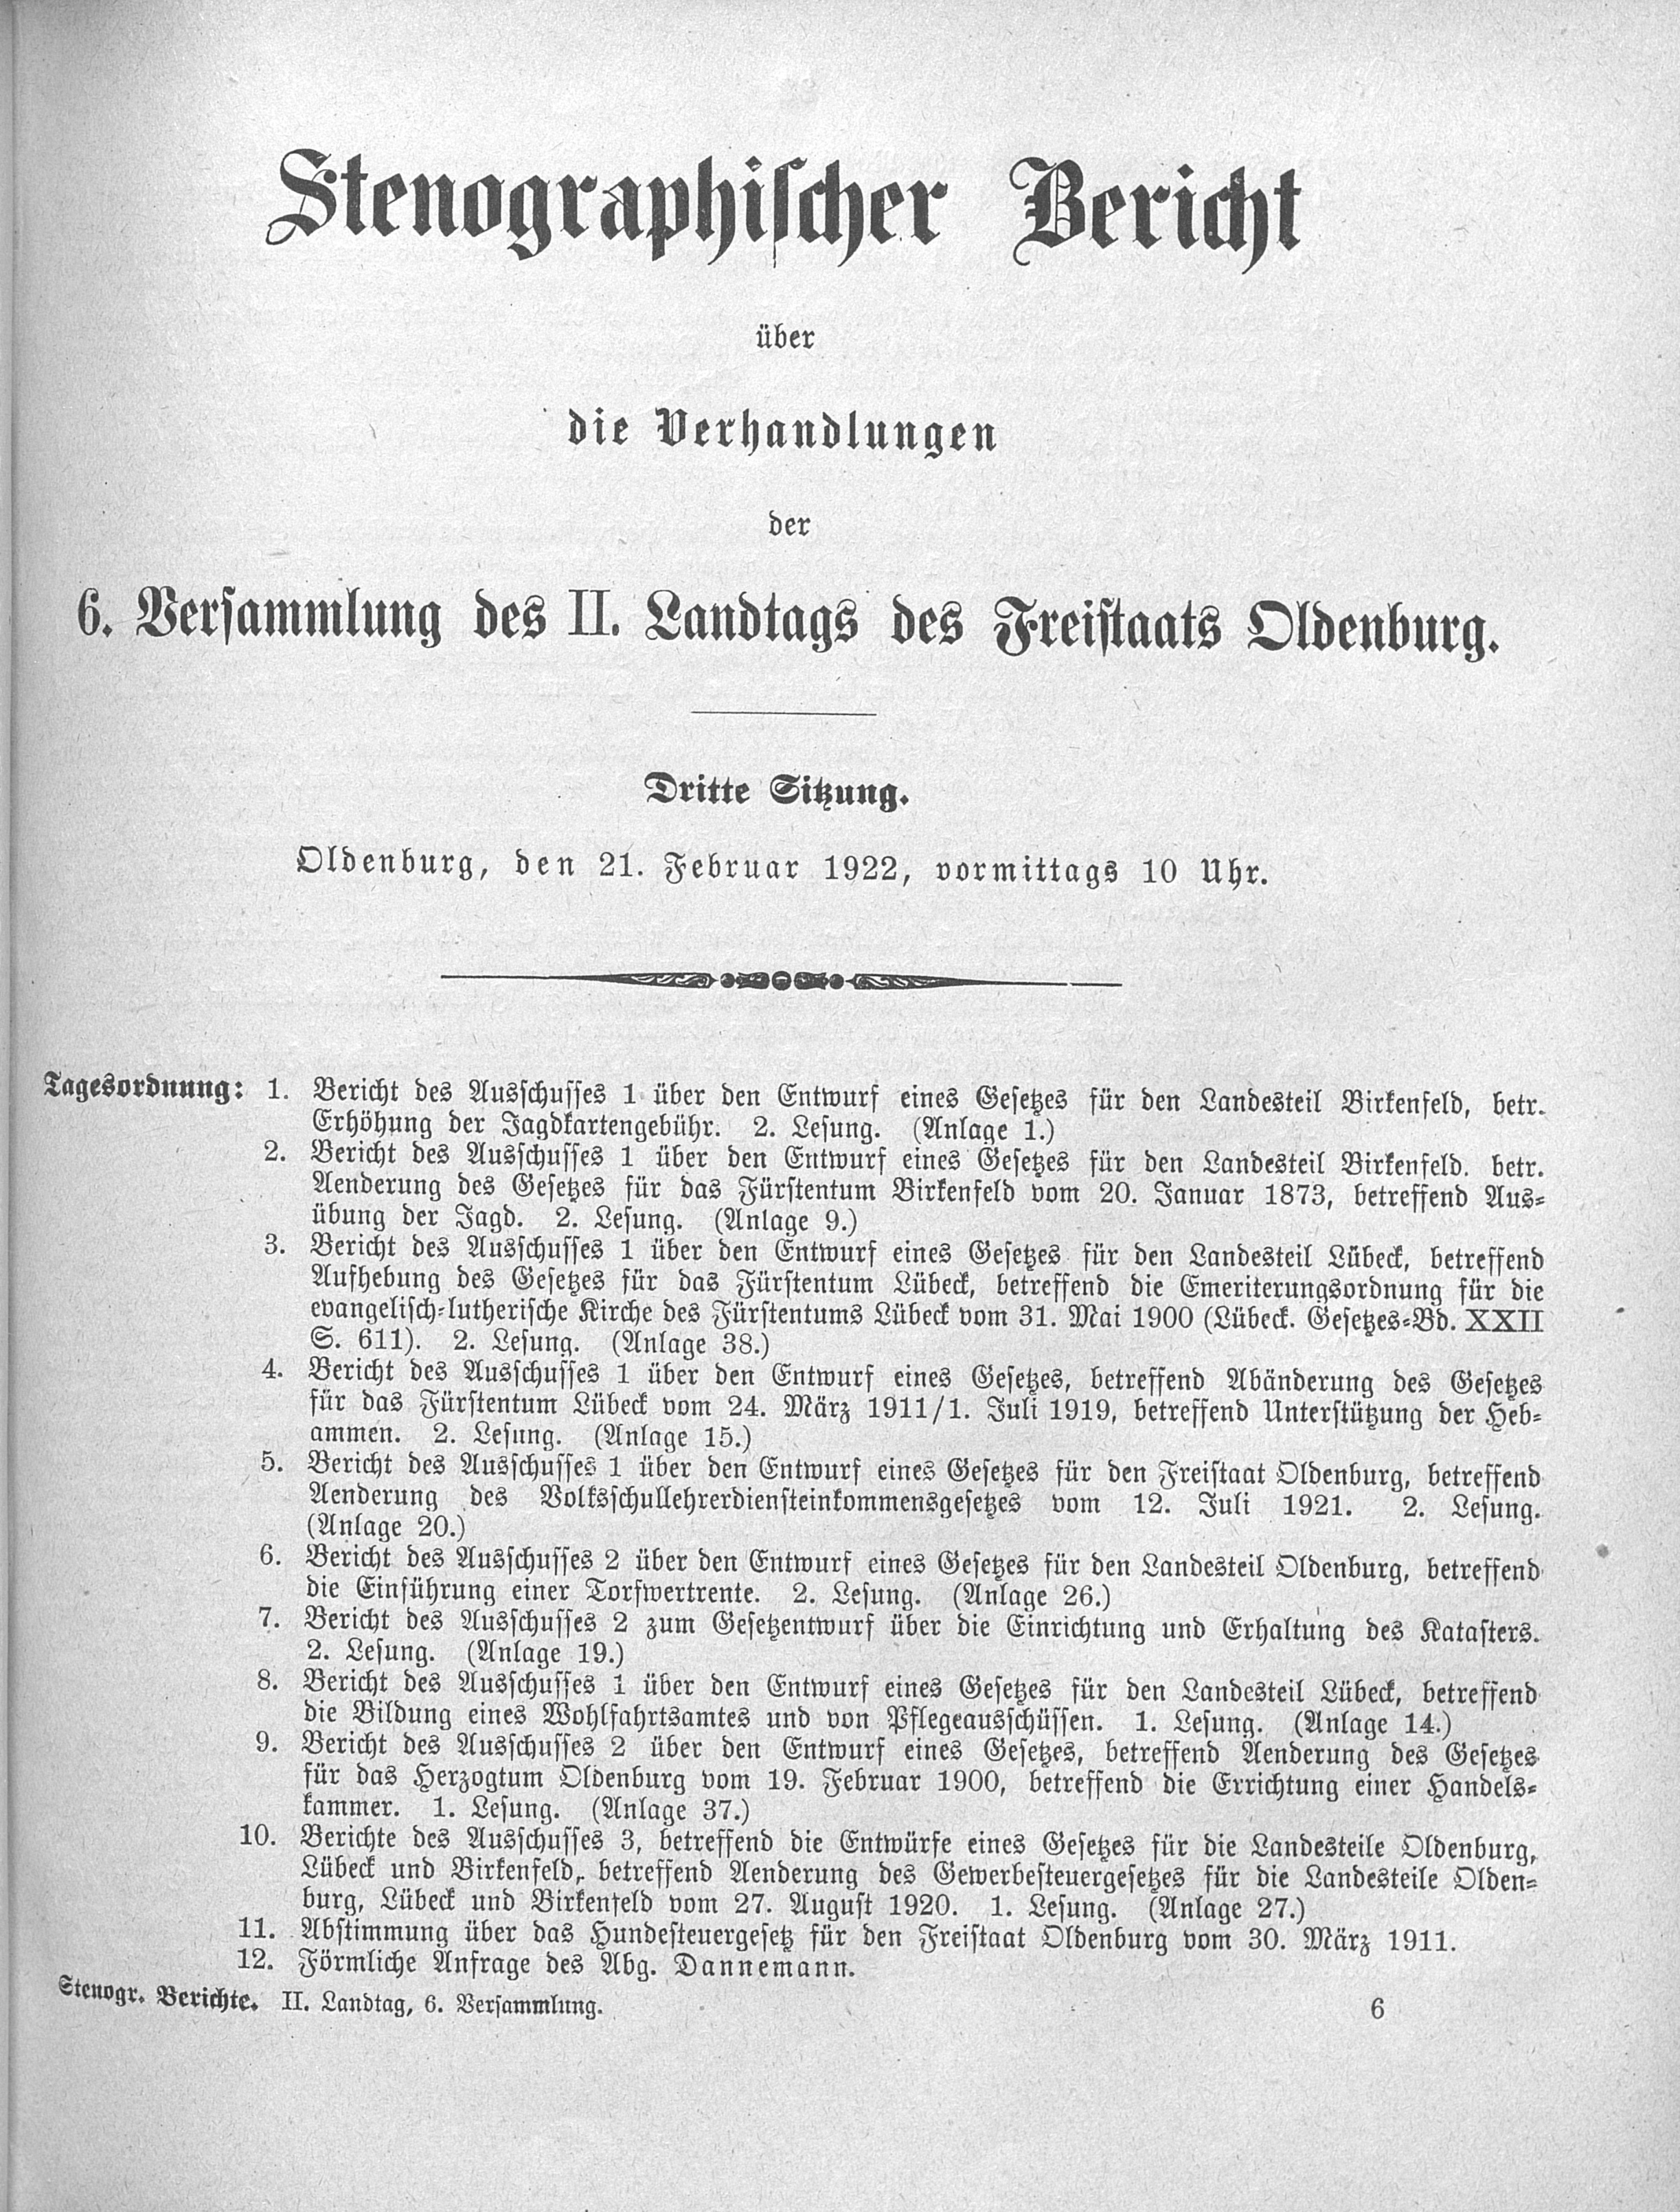 Stenographischer Bericht
über
die Verhandlungen
der
6. Versammlung des II. Landtags des Freistaats Oldenburg.
Dritte Sitzung.
Oldenburg, den 21. Februar 1922, vormittags 10 Uhr.
Tagesordnung: 1. Bericht des Ausschusses 1 über den Entwurf eines Gesetzes für den Landesteil Birkenfeld, betr.
Erhöhung der Jagdkartengebühr. 2. Lesung. (Anlage 1.)
2. Bericht des Ausschusses 1 über den Entwurf eines Gesetzes für den Landesteil Birkenfeld. betr.
Aenderung des Gesetzes für das Fürstentum Birkenfeld vom 20. Januar 1873, betreffend Aus-
übung der Jagd. 2. Lesung. (Anlage 9.)
3. Bericht des Ausschusses 1 über den Entwurf eines Gesetzes für den Landesteil Lübeck, betreffend
Aufhebung des Gesetzes für das Fürstentum Lübeck, betreffend die Emeriterungsordnung für die
evangelisch-lutherische Kirche des Fürstentums Lübeck vom 31. Mai 1900 (Lübeck. Gesetzes-Bd. XXII
S. 611). 2. Lesung. (Anlage 38.)
4. Bericht des Ausschusses 1 über den Entwurf eines Gesetzes, betreffend Abänderung des Gesetzes
für das Fürstentum Lübeck vom 24. März 1911/1. Juli 1919, betreffend Unterstützung der Heb-
ammen. 2. Lesung. (Anlage 15.)
5. Bericht des Ausschusses 1 über den Entwurf eines Gesetzes für den Freistaat Oldenburg, betreffend
Aenderung des Volksschullehrerdiensteinkommensgesetzes vom 12. Juli 1921. 2. Lesung.
(Anlage 20.)
6. Bericht des Ausschusses 2 über den Entwurf eines Gesetzes für den Landesteil Oldenburg, betreffend
die Einführung einer Torfwertrente. 2. Lesung. (Anlage 26.)
7. Bericht des Ausschusses 2 zum Gesetzentwurf über die Einrichtung und Erhaltung des Katasters.
2. Lesung. (Anlage 19.)
8. Bericht des Ausschusses 1 über den Entwurf eines Gesetzes für den Landesteil Lübeck, betreffend
die Bildung eines Wohlfahrtsamtes und von Pflegeausschüssen. 1. Lesung. (Anlage 14.)
9. Bericht des Ausschusses 2 über den Entwurf eines Gesetzes, betreffend Aenderung des Gesetzes
für das Herzogtum Oldenburg vom 19. Februar 1900, betreffend die Errichtung einer Handels-
kammer. 1. Lesung. (Anlage 37.)
10. Berichte des Ausschusses 3, betreffend die Entwürfe eines Gesetzes für die Landesteile Oldenburg,
Lübeck und Birkenfeld, betreffend Aenderung des Gewerbesteuergesetzes für die Landesteile Olden-
burg, Lübeck und Birkenfeld vom 27. August 1920. 1. Lesung. (Anlage 27.)
11. Abstimmung über das Hundesteuergesetz für den Freistaat Oldenburg vom 30. März 1911.
12. Förmliche Anfrage des Abg. Dannemann.
Stenogr. Berichte. II. Landtag, 6. Versammlung. 6